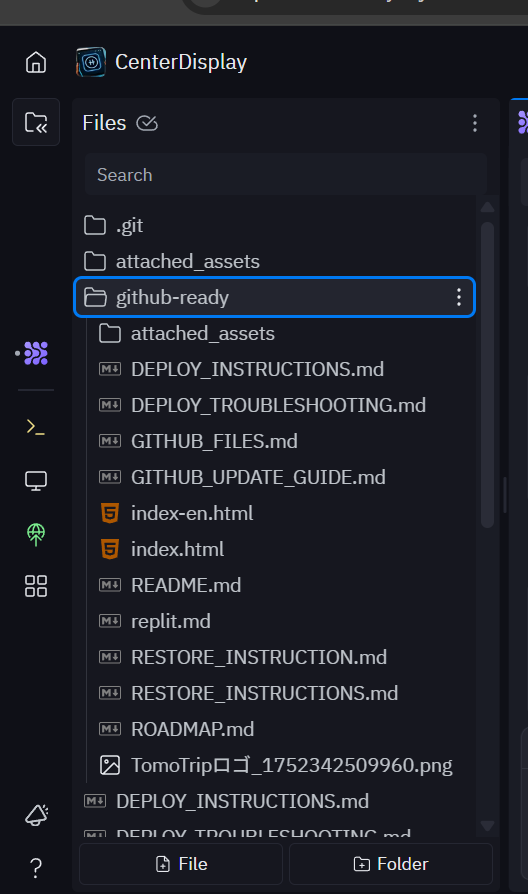 CenterDisplay
Files
Search
.git
attached_assets
github-ready
attached_assets
DEPLOY_INSTRUCTIONS.md
DEPLOY_TROUBLESHOOTING.md
GITHUB_FILES.md
GITHUB_UPDATE_GUIDE.md
index-en.html
index.html
README.md
replit.md
RESTORE_INSTRUCTION.md
RESTORE_INSTRUCTIONS.md
ROADMAP.md
TomoTripロゴ_1752342509960.png
DEPLOY_INSTRUCTIONS.md
DEPLOY_TROUBLESHOOTING.md
File
Folder